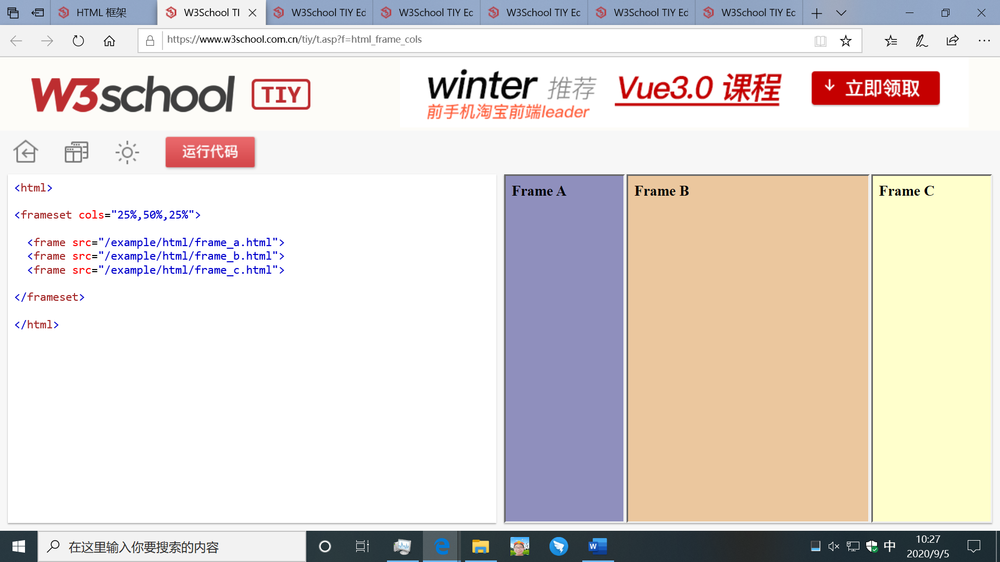 HTML 框架
W3School TI
W3School TIY Ed
W3School TIY Ec
W3School TIY Ec
W3School TIY Ed
W3School TIY Ec
https://www.w3school.com.cn/tiy/t.asp?f=html_frame_cols
W3school TIY
winter 推荐
前手机淘宝前端leader
Vue3.0 课程
立即领取
运行代码
<html>
<frameset cols="25%,50%,25%">
<frame src="/example/html/frame_a.html">
<frame src="/example/html/frame_b.html">
<frame src="/example/html/frame_c.html">
</frameset>
</html>
Frame A
Frame B
Frame C
在这里输入你要搜索的内容
中
10:27
2020/9/5